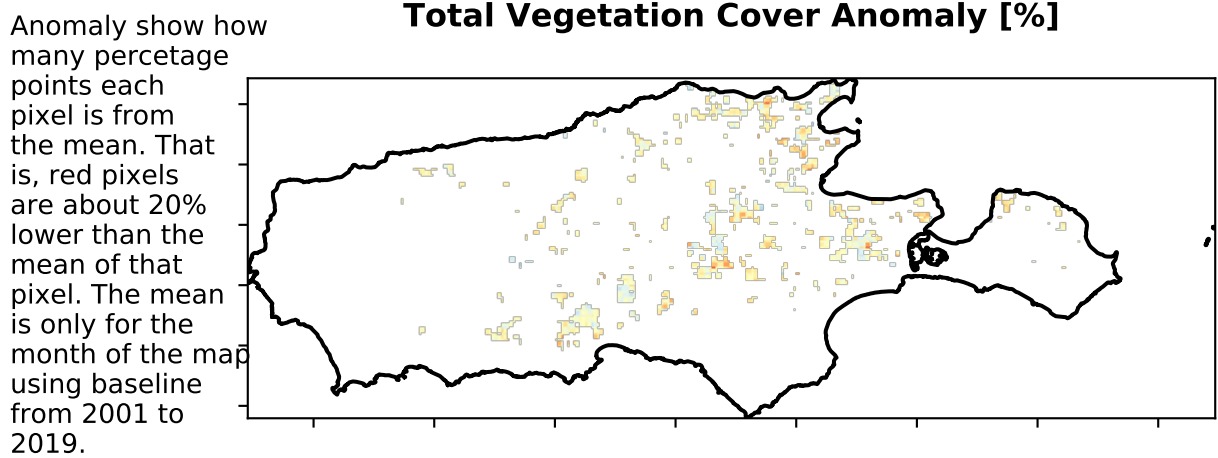 Total Vegetation Cover Anomaly [%]
Anomaly show how
many percetage
points each
pixel is from
the mean. That
is, red pixels
are about 20%
lower than the
mean of that
pixel. The mean
is only for the
month of the map
using baseline
from 2001 to
2019.